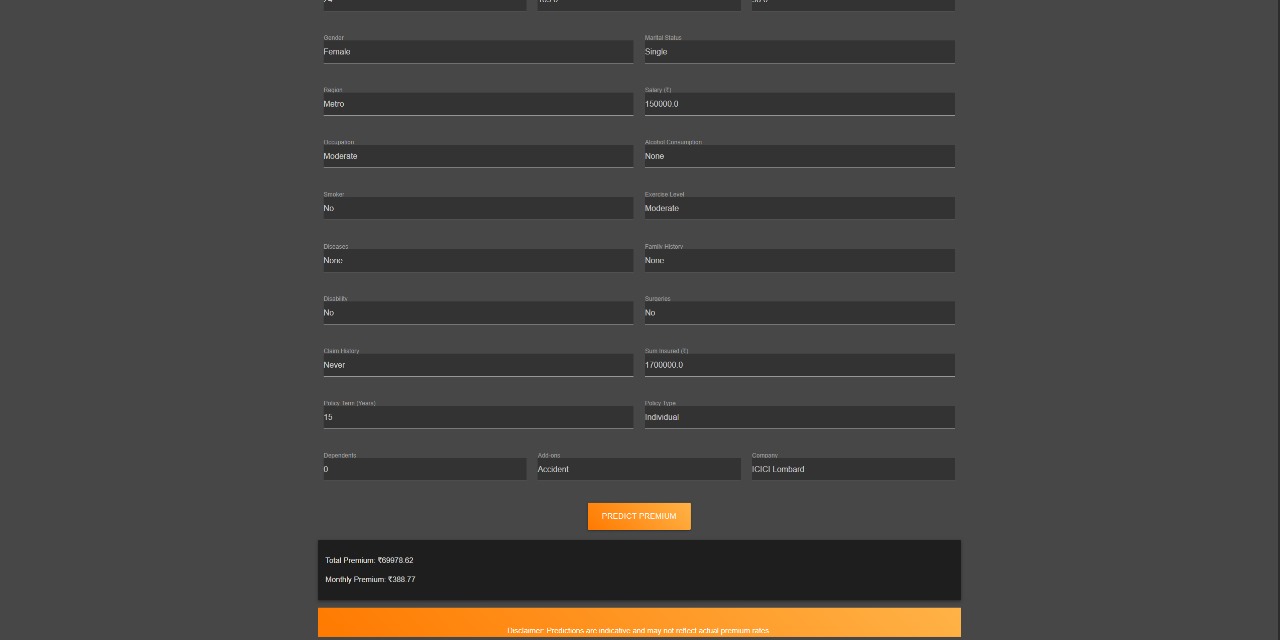 Gender Marital Status
Female Single
Region Salary (₹)
Metro 150000.0
Occupation Alcohol Consumption
Moderate None
Smoker Exercise Level
No Moderate
Diseases Family History
None None
Disability Surgeries
No No
Claim History Sum Insured (₹)
Never 1700000.0
Policy Term (Years) Policy Type
15 Individual
Dependents Add-ons Company
0 Accident ICICI Lombard
PREDICT PREMIUM
Total Premium: ₹69978.62
Monthly Premium: ₹388.77
Disclaimer: Predictions are indicative and may not reflect actual premium rates.